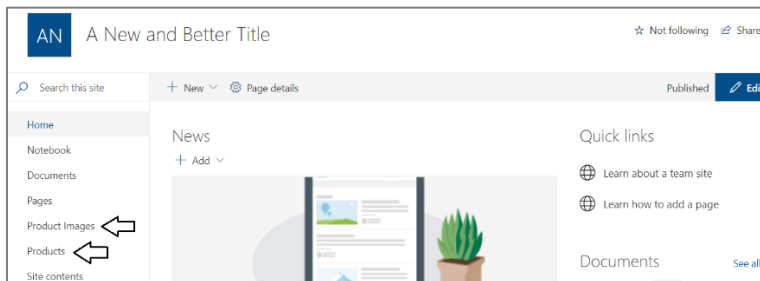 AN A New and Better Title Not following Share
Search this site New Page details Published Edi
Home
Notebook
Documents
Pages
Product Images
Products
Site contents
News
Add
Quick links
Learn about a team site
Learn how to add a page
Documents See all